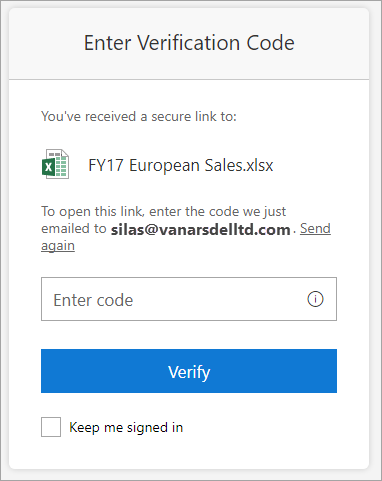 Enter Verification Code
You've received a secure link to:
FY17 European Sales.xlsx
To open this link, enter the code we just
emailed to silas@vanarsdelltd.com. Send
again
Enter code
Verify
Keep me signed in